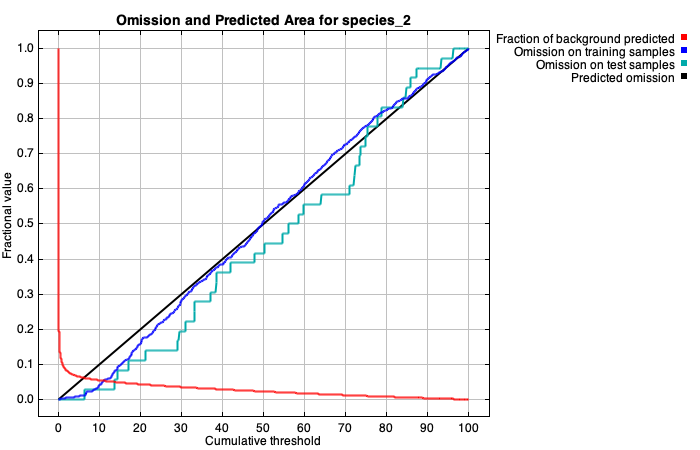 Omission and Predicted Area for species_2
Fraction of background predicted
Omission on training samples
Omission on test samples
Predicted omission
Fractional value
1.0
0.9
0.8
0.7
0.6
0.5
0.4
0.3
0.2
0.1
0.0
0 10 20 30 40 50 60 70 80 90 100
Cumulative threshold